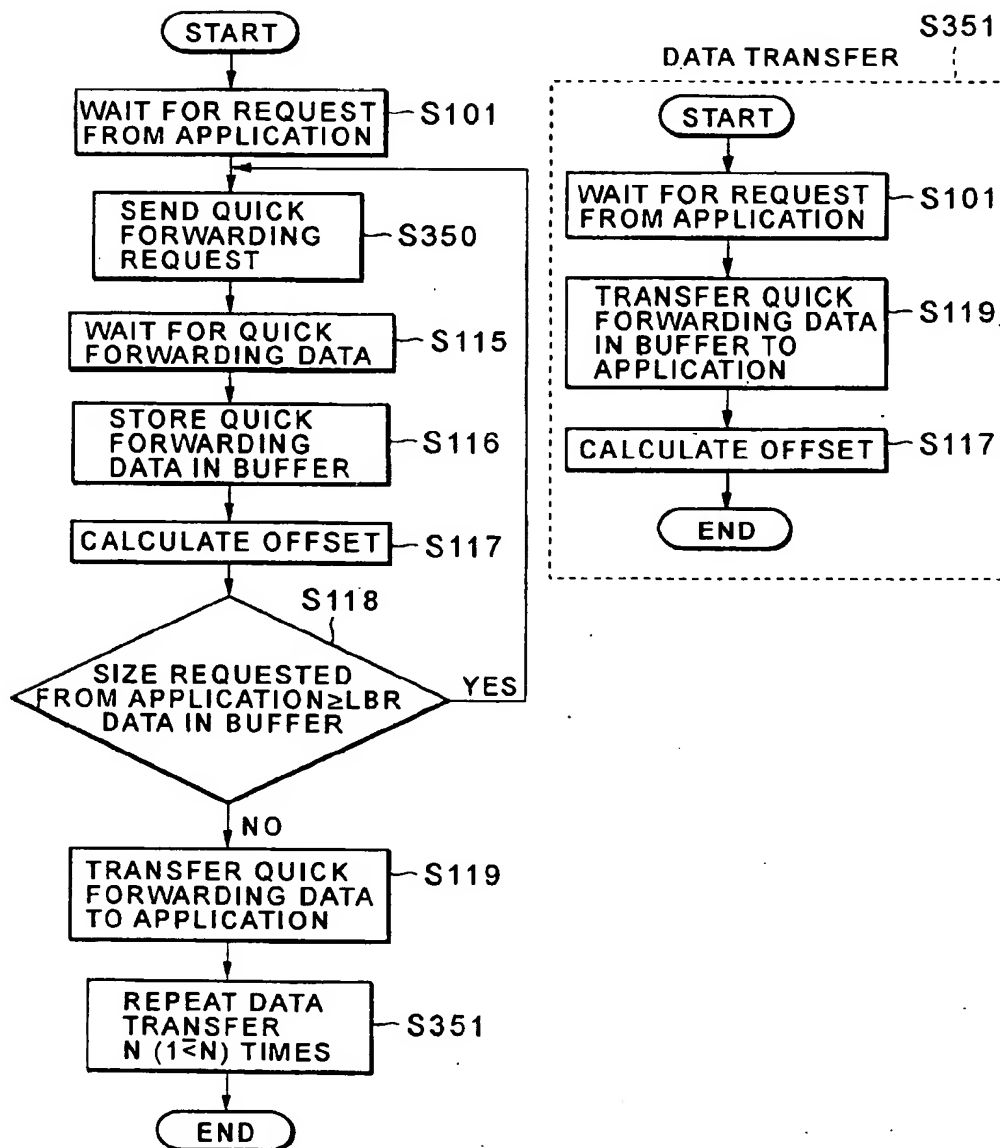 START
WAIT FOR REQUEST
FROM APPLICATION
S101
SEND QUICK
FORWARDING
REQUEST
S350
WAIT FOR QUICK
FORWARDING DATA
S115
STORE QUICK
FORWARDING
DATA IN BUFFER
S116
CALCULATE OFFSET
S117
S118
SIZE REQUESTED
FROM APPLICATION≥LBR
DATA IN BUFFER
YES
NO
TRANSFER QUICK
FORWARDING DATA
TO APPLICATION
S119
REPEAT DATA
TRANSFER
N (1≦N) TIMES
S351
END
S351
DATA TRANSFER
START
WAIT FOR REQUEST
FROM APPLICATION
S101
TRANSFER QUICK
FORWARDING DATA
IN BUFFER TO
APPLICATION
S119
CALCULATE OFFSET
S117
END